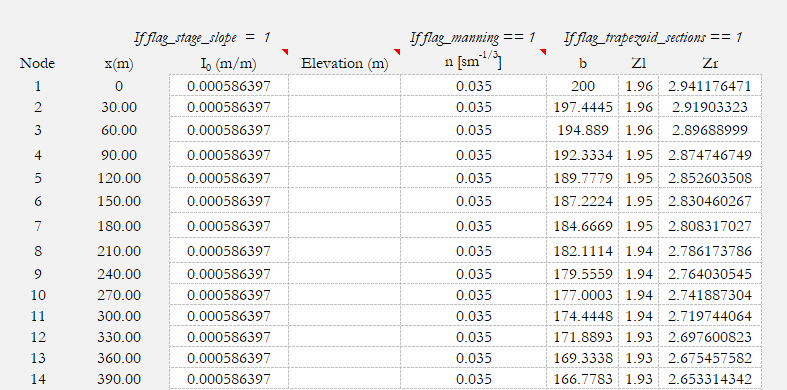 If flag_stage_slope = 1 If flag_manning == 1 If flag_trapezoid_sections == 1
Node x(m) I₀ (m/m) Elevation (m) n [sm⁻¹/³] b Zl Zr
1 0 0.000586397 0.035 200 1.96 2.941176471
2 30.00 0.000586397 0.035 197.4445 1.96 2.91903323
3 60.00 0.000586397 0.035 194.889 1.96 2.89688999
4 90.00 0.000586397 0.035 192.3334 1.95 2.874746749
5 120.00 0.000586397 0.035 189.7779 1.95 2.852603508
6 150.00 0.000586397 0.035 187.2224 1.95 2.830460267
7 180.00 0.000586397 0.035 184.6669 1.95 2.808317027
8 210.00 0.000586397 0.035 182.1114 1.94 2.786173786
9 240.00 0.000586397 0.035 179.5559 1.94 2.764030545
10 270.00 0.000586397 0.035 177.0003 1.94 2.741887304
11 300.00 0.000586397 0.035 174.4448 1.94 2.719744064
12 330.00 0.000586397 0.035 171.8893 1.93 2.697600823
13 360.00 0.000586397 0.035 169.3338 1.93 2.675457582
14 390.00 0.000586397 0.035 166.7783 1.93 2.653314342